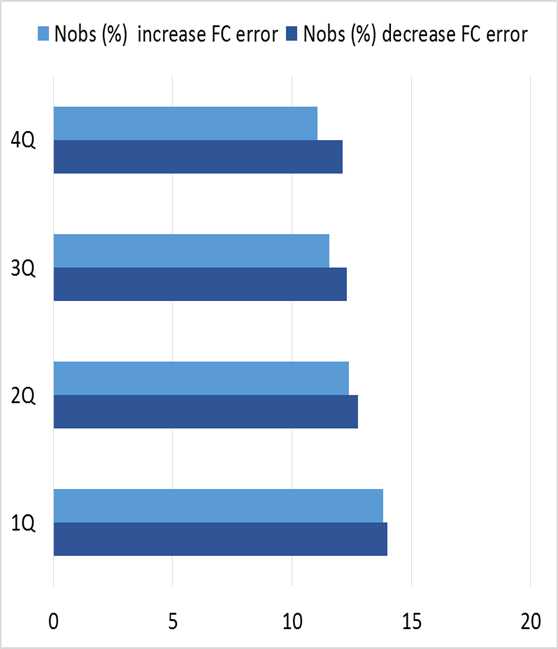 Nobs (%)  increase FC error  Nobs (%) decrease FC error
4Q
3Q
2Q
1Q
0 5 10 15 20